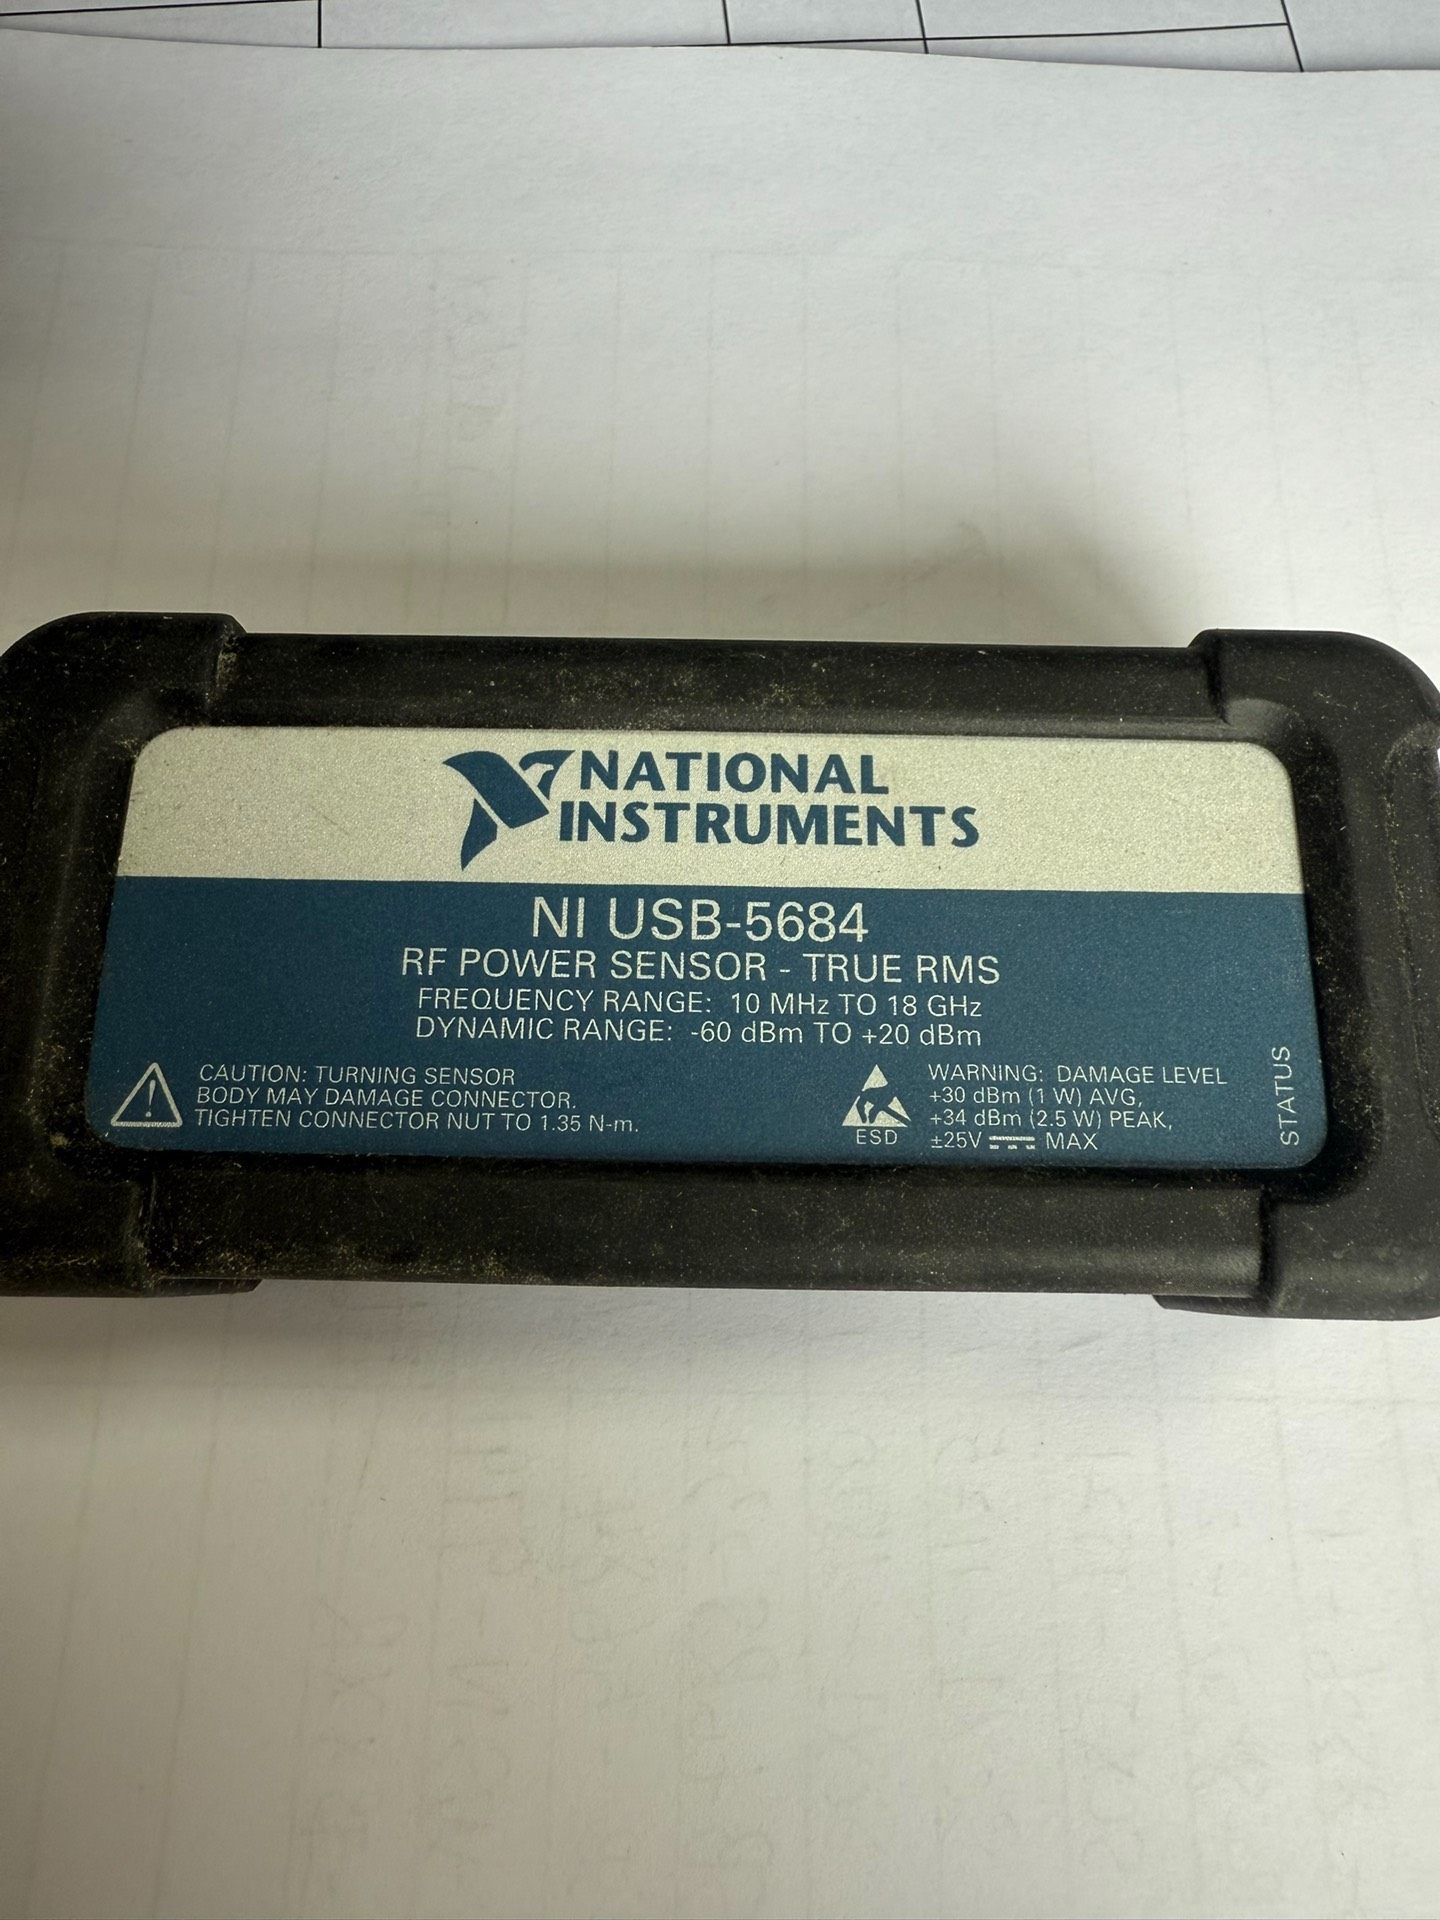 NATIONAL
INSTRUMENTS
NI USB-5684
RF POWER SENSOR - TRUE RMS
FREQUENCY RANGE: 10 MHz TO 18 GHz
DYNAMIC RANGE: -60 dBm TO +20 dBm
CAUTION: TURNING SENSOR
BODY MAY DAMAGE CONNECTOR.
TIGHTEN CONNECTOR NUT TO 1.35 N-m.
ESD
WARNING: DAMAGE LEVEL
+30 dBm (1 W) AVG,
+34 dBm (2.5 W) PEAK,
±25V ⎓ MAX
STATUS